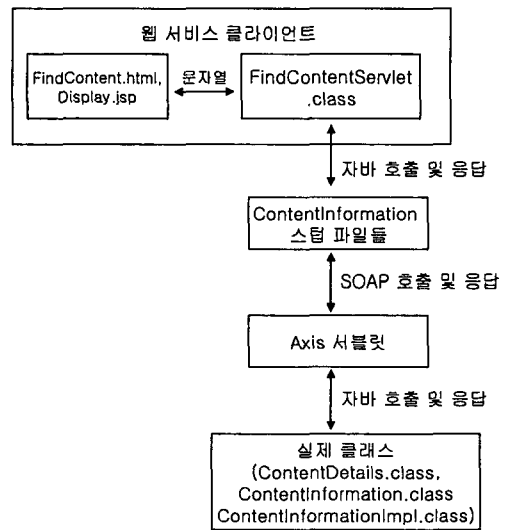 웹 서비스 클라이언트
FindContent.html,
Display.jsp
문자열
FindContentServlet
.class
자바 호출 및 응답
ContentInformation
스텁 파일들
SOAP 호출 및 응답
Axis 서블릿
자바 호출 및 응답
실제 클래스
(ContentDetails.class,
ContentInformation.class
ContentInformationImpl.class)